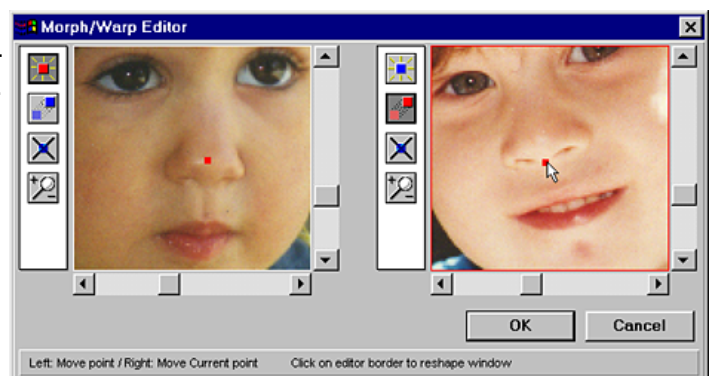 Morph/Warp Editor
OK
Cancel
Left: Move point / Right: Move Current point
Click on editor border to reshape window